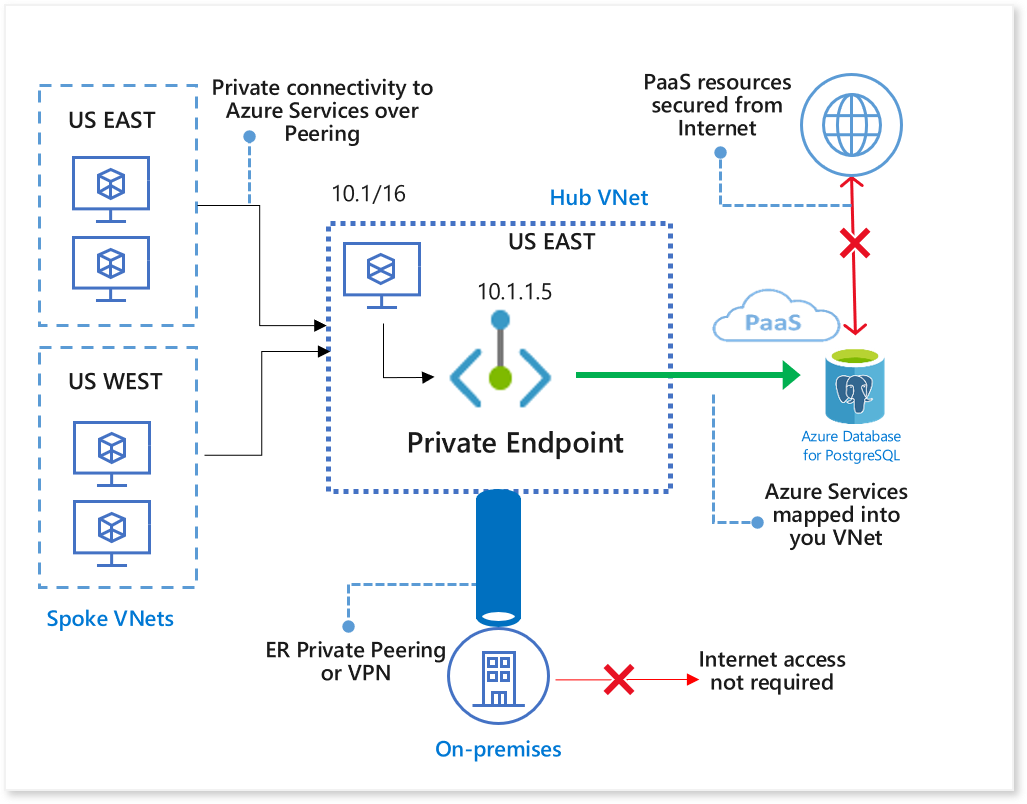 US EAST
Private connectivity to
Azure Services over
Peering
PaaS resources
secured from
Internet
10.1/16
Hub VNet
US EAST
10.1.1.5
PaaS
US WEST
Private Endpoint
Azure Database
for PostgreSQL
Azure Services
mapped into
you VNet
Spoke VNets
ER Private Peering
or VPN
Internet access
not required
On-premises